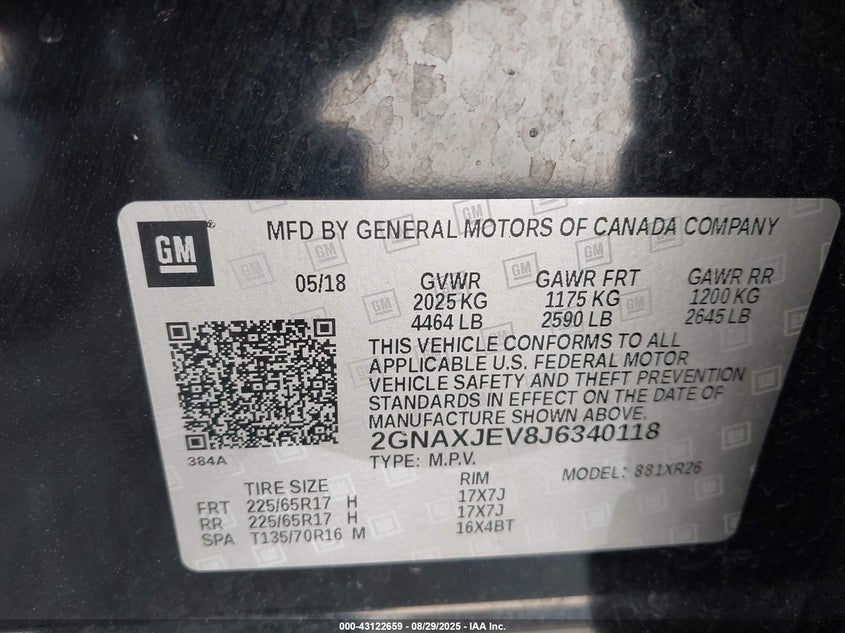 GM
MFD BY GENERAL MOTORS OF CANADA COMPANY
05/18
GVWR GAWR FRT GAWR RR
2025 KG 1175 KG 1200 KG
4464 LB 2590 LB 2645 LB
THIS VEHICLE CONFORMS TO ALL
APPLICABLE U.S. FEDERAL MOTOR
VEHICLE SAFETY AND THEFT PREVENTION
STANDARDS IN EFFECT ON THE DATE OF
MANUFACTURE SHOWN ABOVE.
2GNAXJEV8J6340118
384A
TYPE: M.P.V.
MODEL: 881XR26
TIRE SIZE RIM
FRT 225/65R17 H 17X7J
RR 225/65R17 H 17X7J
SPA T135/70R16 M 16X4BT
000-43122659 - 08/29/2025 - IAA Inc.